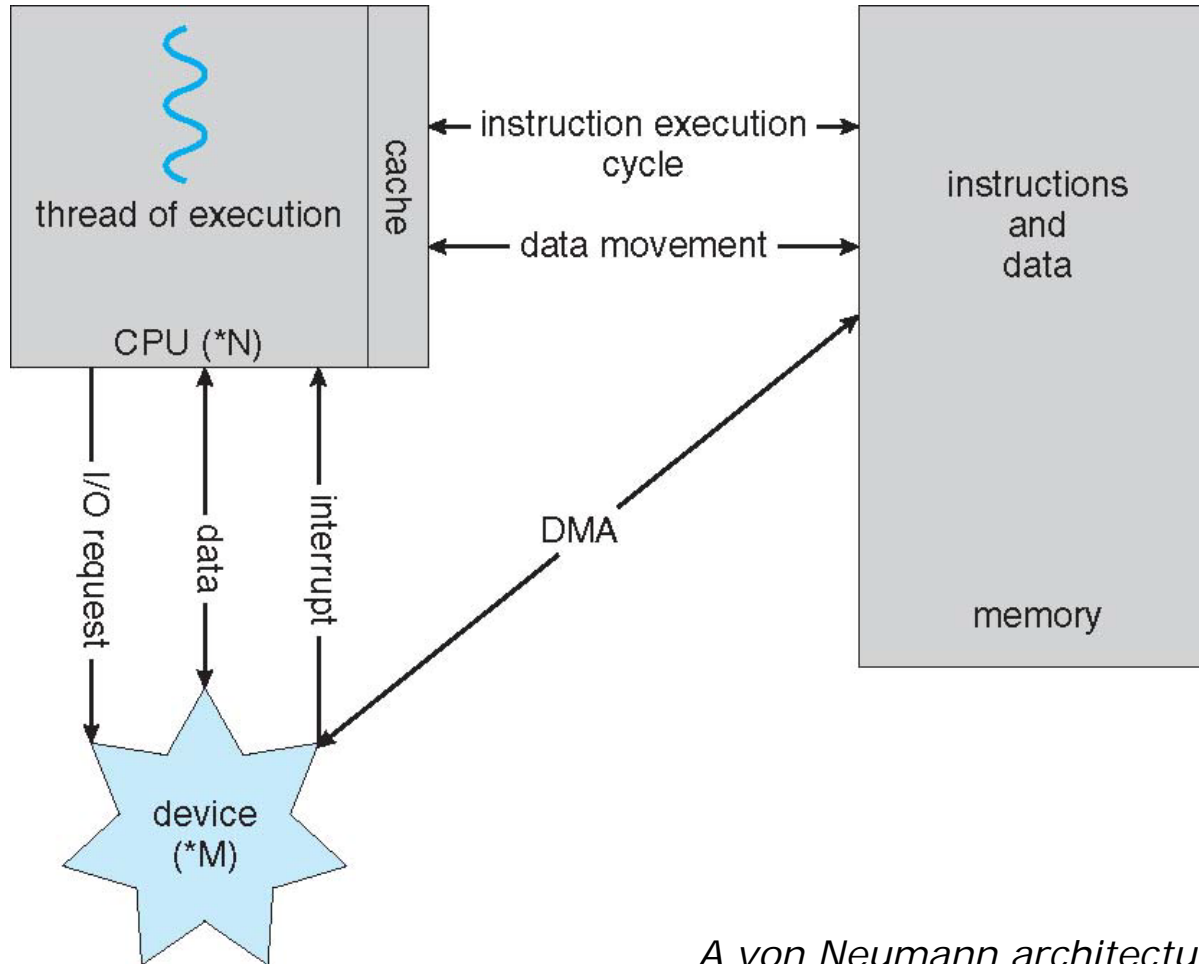 thread of execution
cache
CPU (*N)
instruction execution
cycle
data movement
instructions
and
data
memory
I/O request
data
interrupt
DMA
device
(*M)
A von Neumann architectu